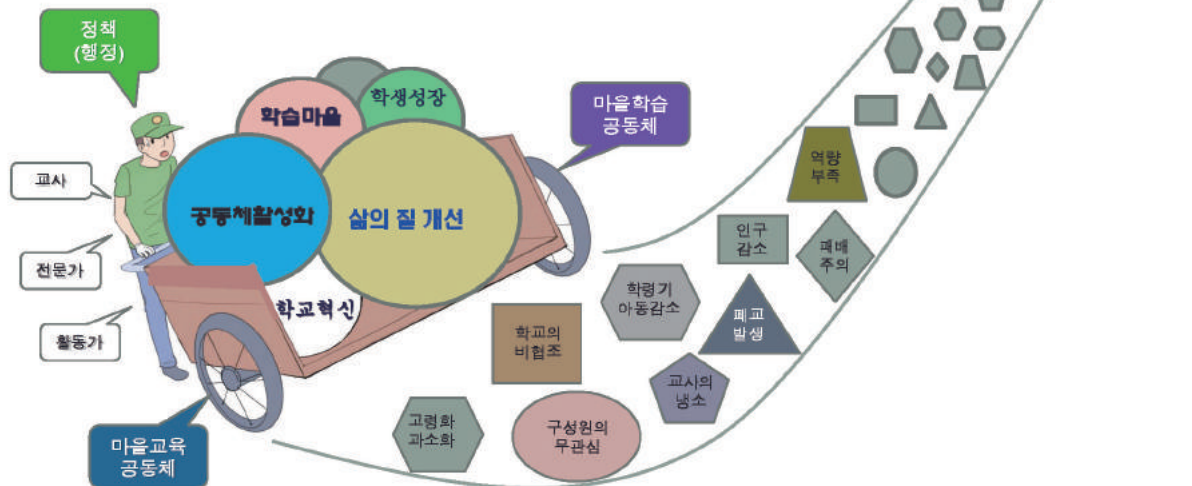 정책
(행정)
학생성장
학습마을
마을학습
공동체
교사
공동체활성화
삶의 질 개선
전문가
활동가
학교혁신
마을교육
공동체
역량
부족
인구
감소
패배
주의
학령기
아동감소
폐교
발생
학교의
비협조
교사의
냉소
고령화
과소화
구성원의
무관심